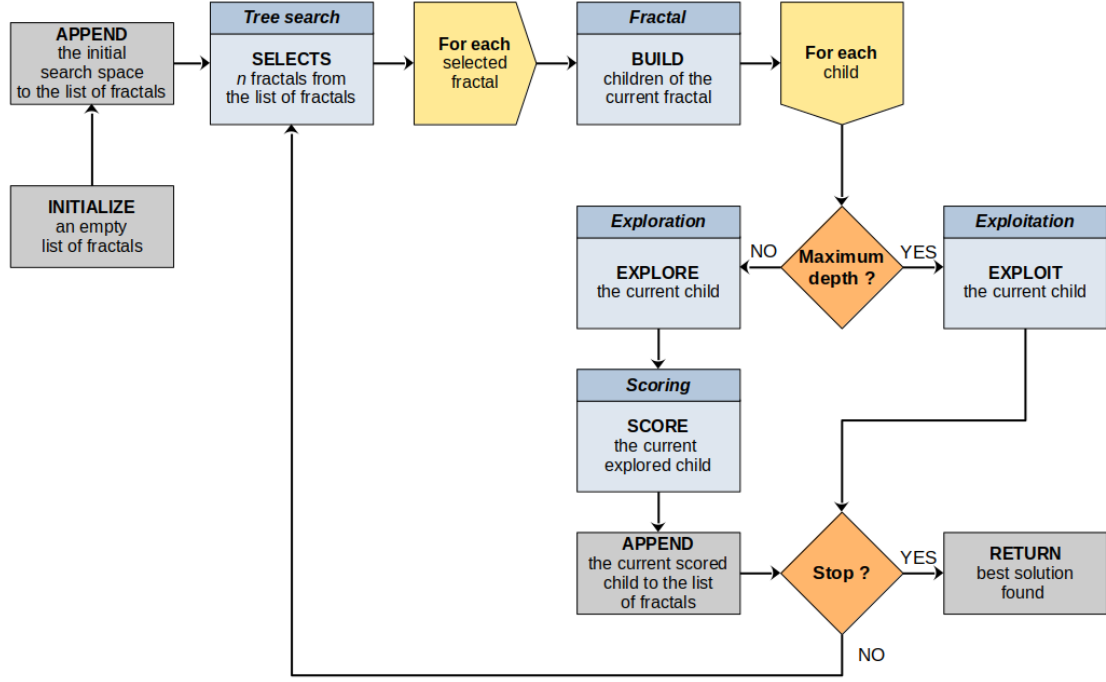 APPEND
the initial
search space
to the list of fractals
INITIALIZE
an empty
list of fractals
Tree search
SELECTS
n fractals from
the list of fractals
For each
selected
fractal
Fractal
BUILD
children of the
current fractal
For each
child
Maximum
depth ?
NO
YES
Exploration
EXPLORE
the current child
Exploitation
EXPLOIT
the current child
Scoring
SCORE
the current
explored child
APPEND
the current scored
child to the list
of fractals
Stop ?
YES
NO
RETURN
best solution
found